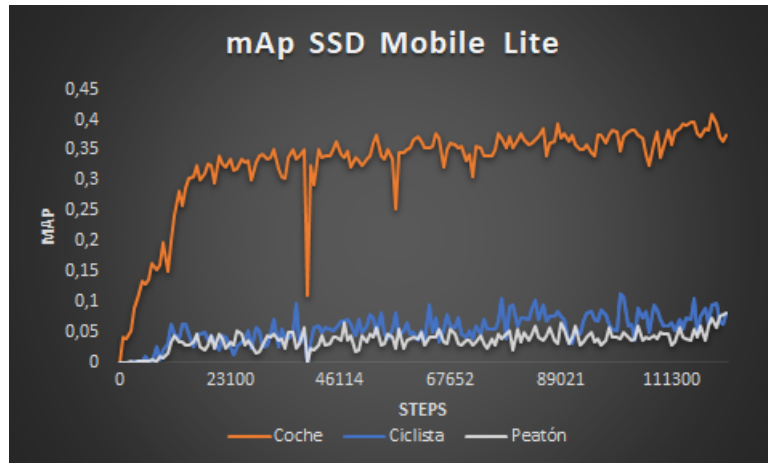 mAp SSD Mobile Lite
0,45
0,4
0,35
0,3
0,25
0,2
0,15
0,1
0,05
0
MAP
0 23100 46114 67652 89021 111300
STEPS
Coche Ciclista Peatón